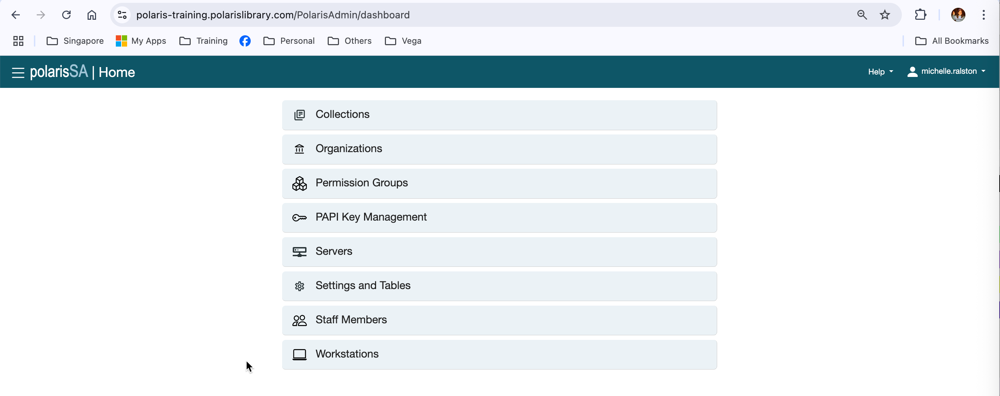 polaris-training.polarislibrary.com/PolarisAdmin/dashboard
Singapore My Apps Training Personal Others Vega All Bookmarks
polarisSA | Home Help michelle.ralston
Collections
Organizations
Permission Groups
PAPI Key Management
Servers
Settings and Tables
Staff Members
Workstations